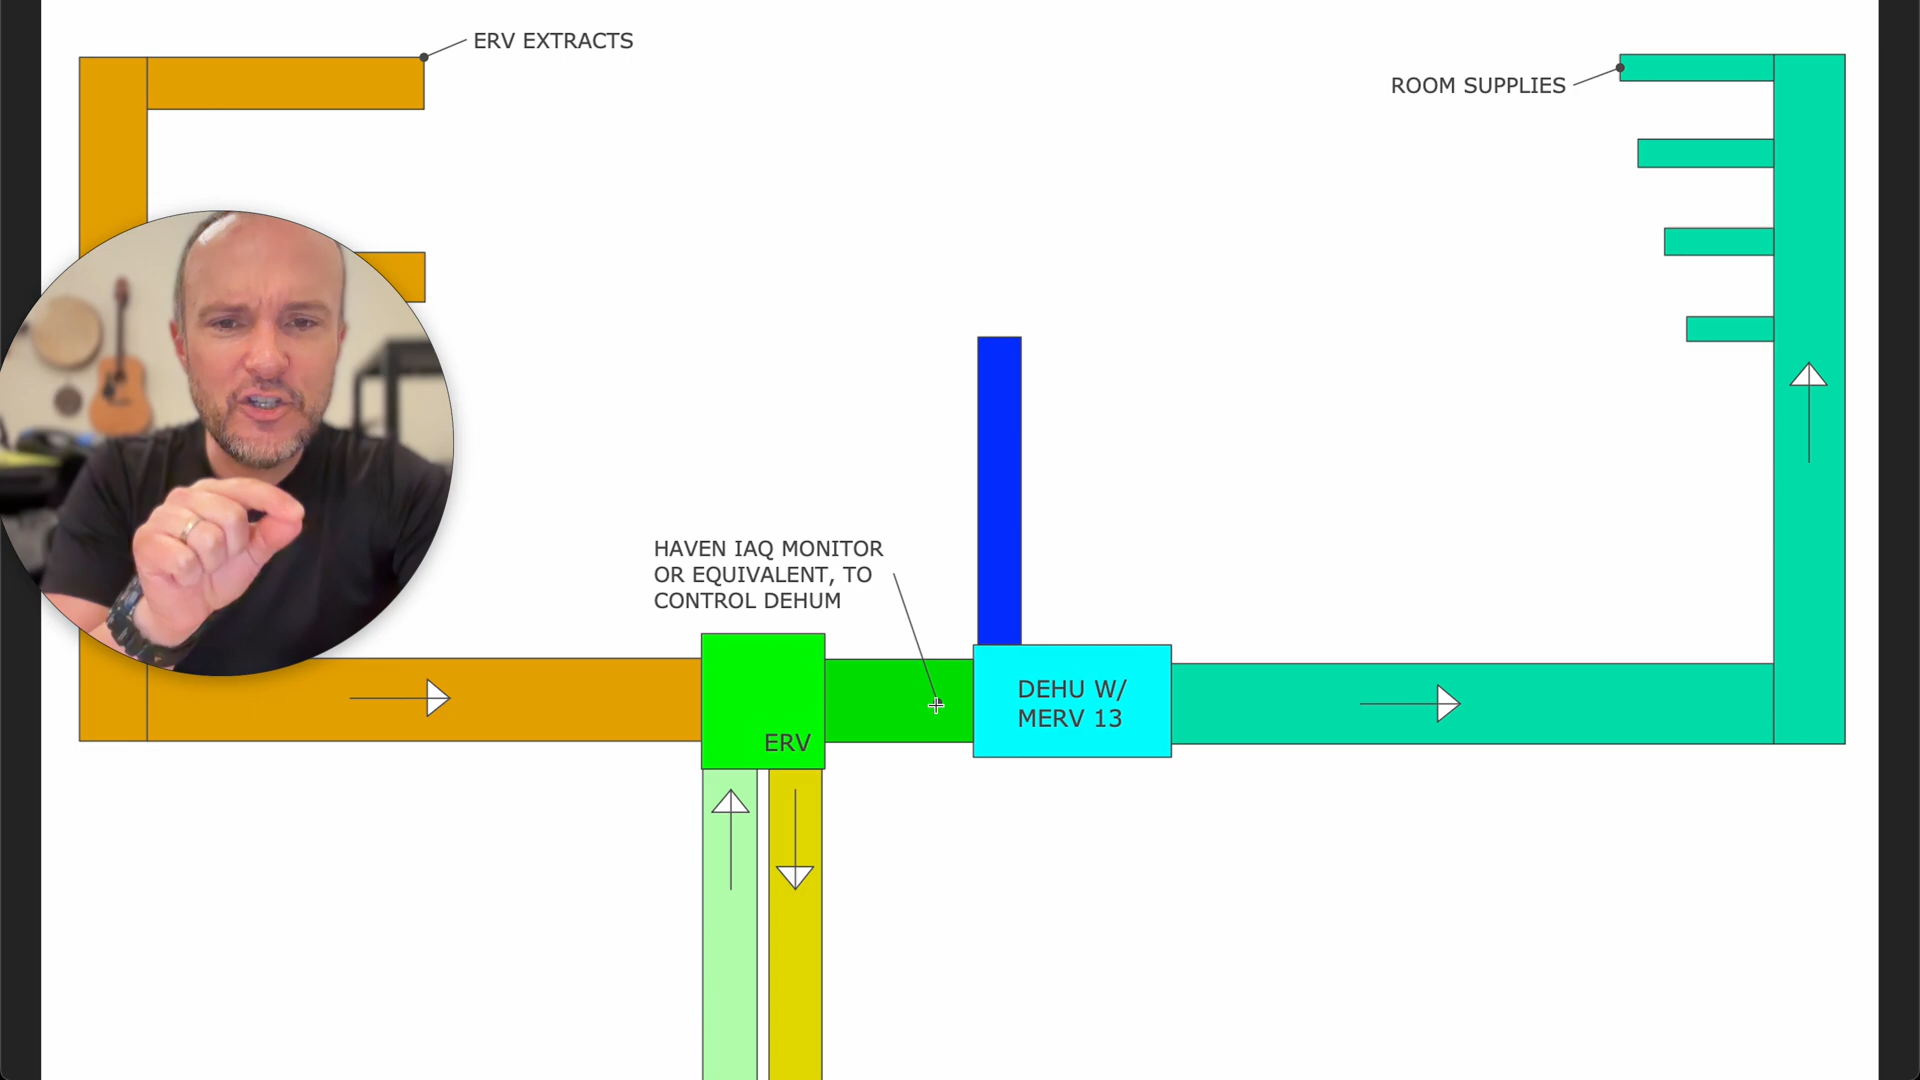 ERV EXTRACTS
ROOM SUPPLIES
HAVEN IAQ MONITOR
OR EQUIVALENT, TO
CONTROL DEHUM
DEHU W/
MERV 13
ERV